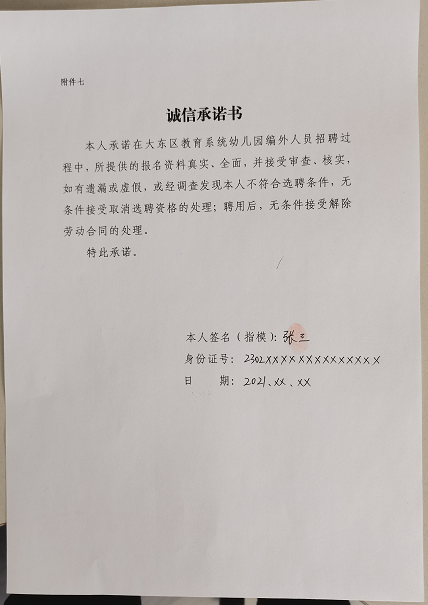 附件七
诚信承诺书
本人承诺在大东区教育系统幼儿园编外人员招聘过
程中，所提供的报名资料真实、全面，并接受审查、核实，
如有遗漏或虚假，或经调查发现本人不符合选聘条件，无
条件接受取消选聘资格的处理；聘用后，无条件接受解除
劳动合同的处理。
特此承诺。
本人签名（指模）：张三
身份证号：2302XXXXXXXXXXXXXX
日　　期：2021、XX、XX